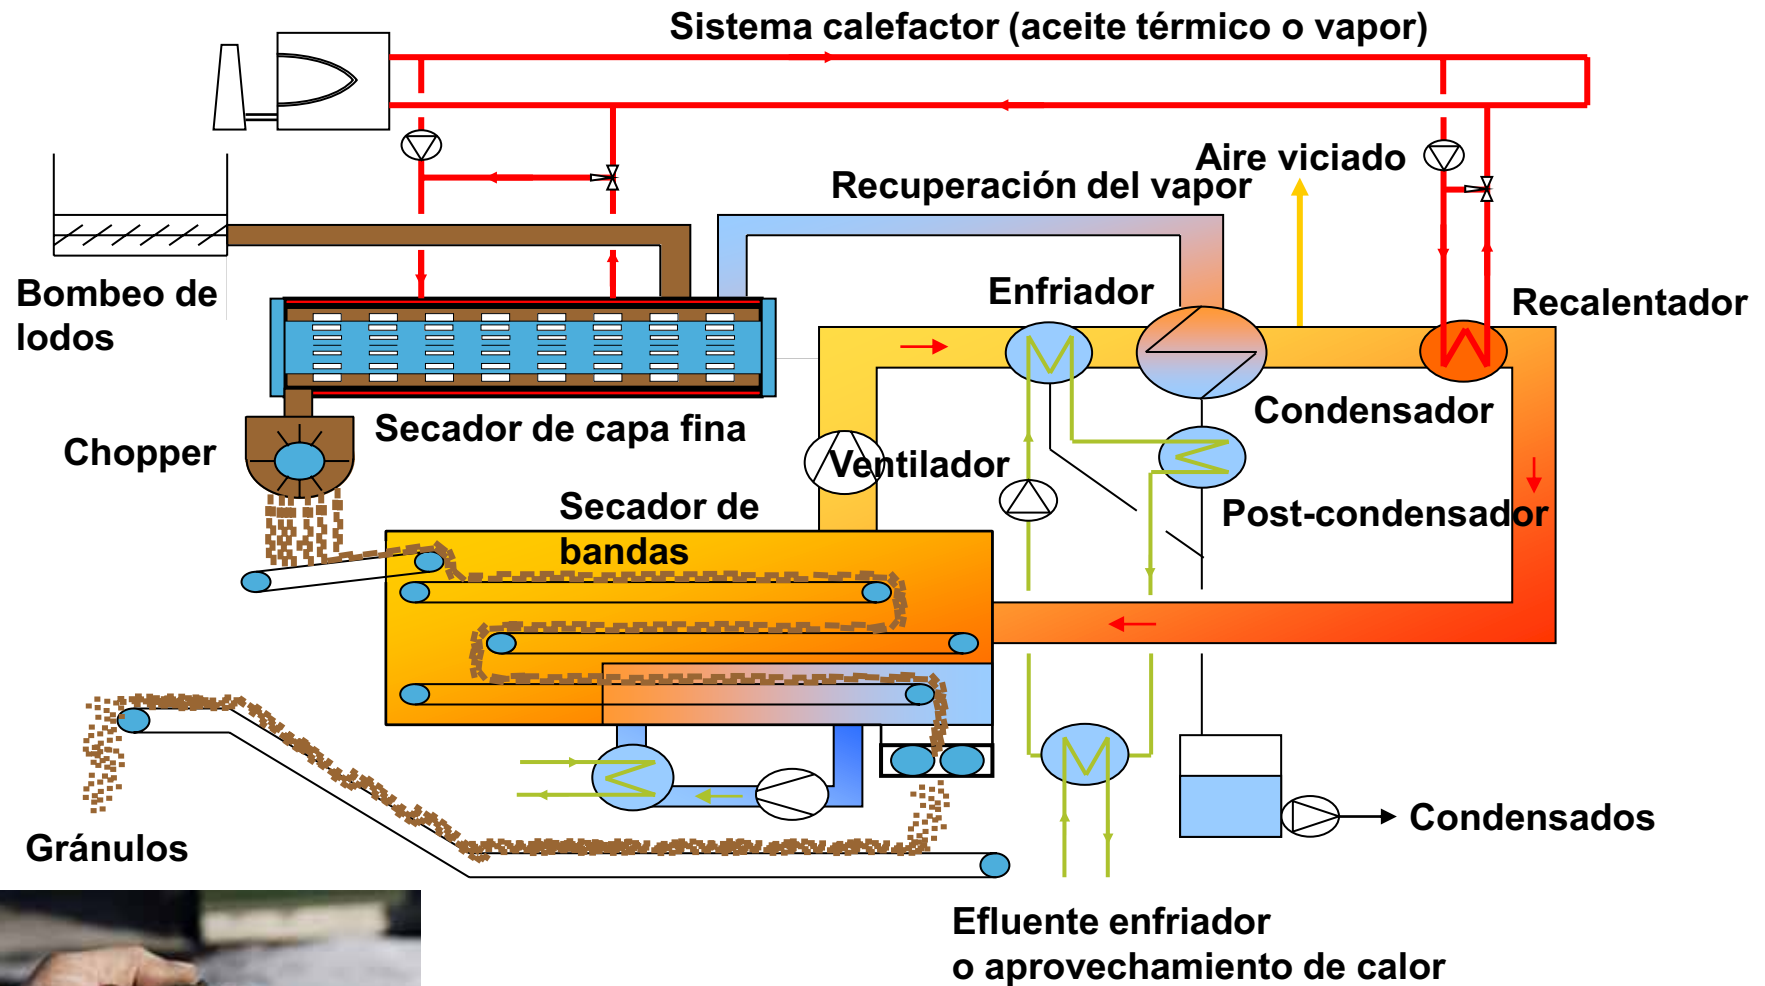 Sistema calefactor (aceite térmico o vapor)
Aire viciado
Recuperación del vapor
Bombeo de
lodos
Enfriador
Recalentador
Secador de capa fina
Condensador
Chopper
Ventilador
Secador de
bandas
Post-condensador
Gránulos
Condensados
Efluente enfriador
o aprovechamiento de calor